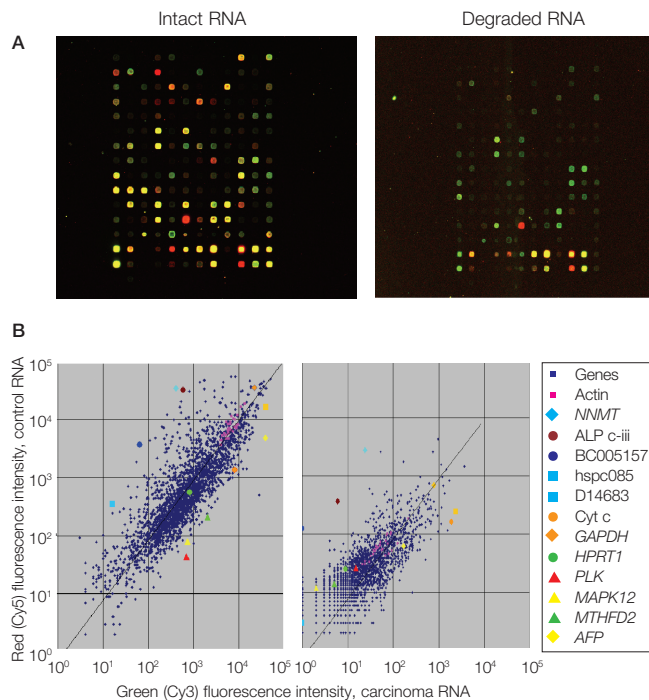 Intact RNA
Degraded RNA
A
B
Red (Cy5) fluorescence intensity, control RNA
10^5
10^4
10^3
10^2
10^1
10^0
10^0 10^1 10^2 10^3 10^4 10^5
10^0 10^1 10^2 10^3 10^4 10^5
Green (Cy3) fluorescence intensity, carcinoma RNA
Genes
Actin
NNMT
ALP c-iii
BC005157
hspc085
D14683
Cyt c
GAPDH
HPRT1
PLK
MAPK12
MTHFD2
AFP